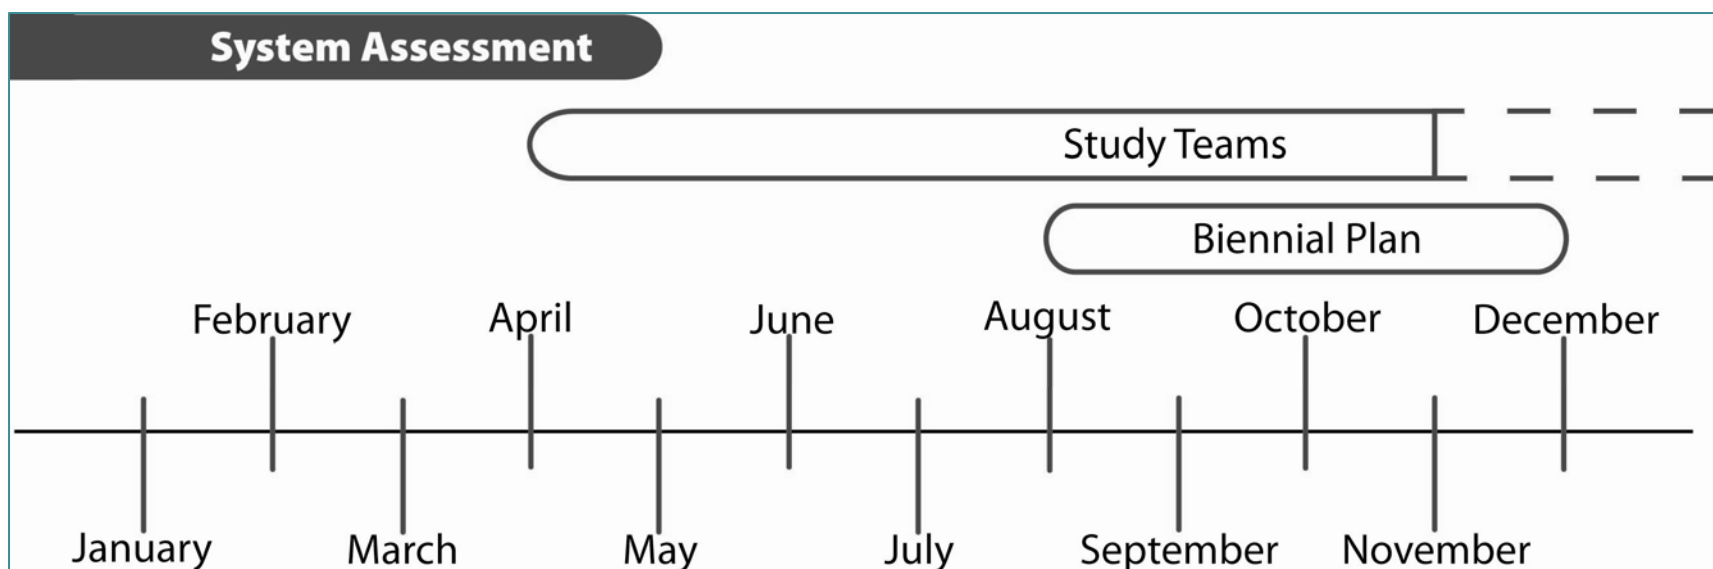 System Assessment
Study Teams
Biennial Plan
February April June August October December
January March May July September November